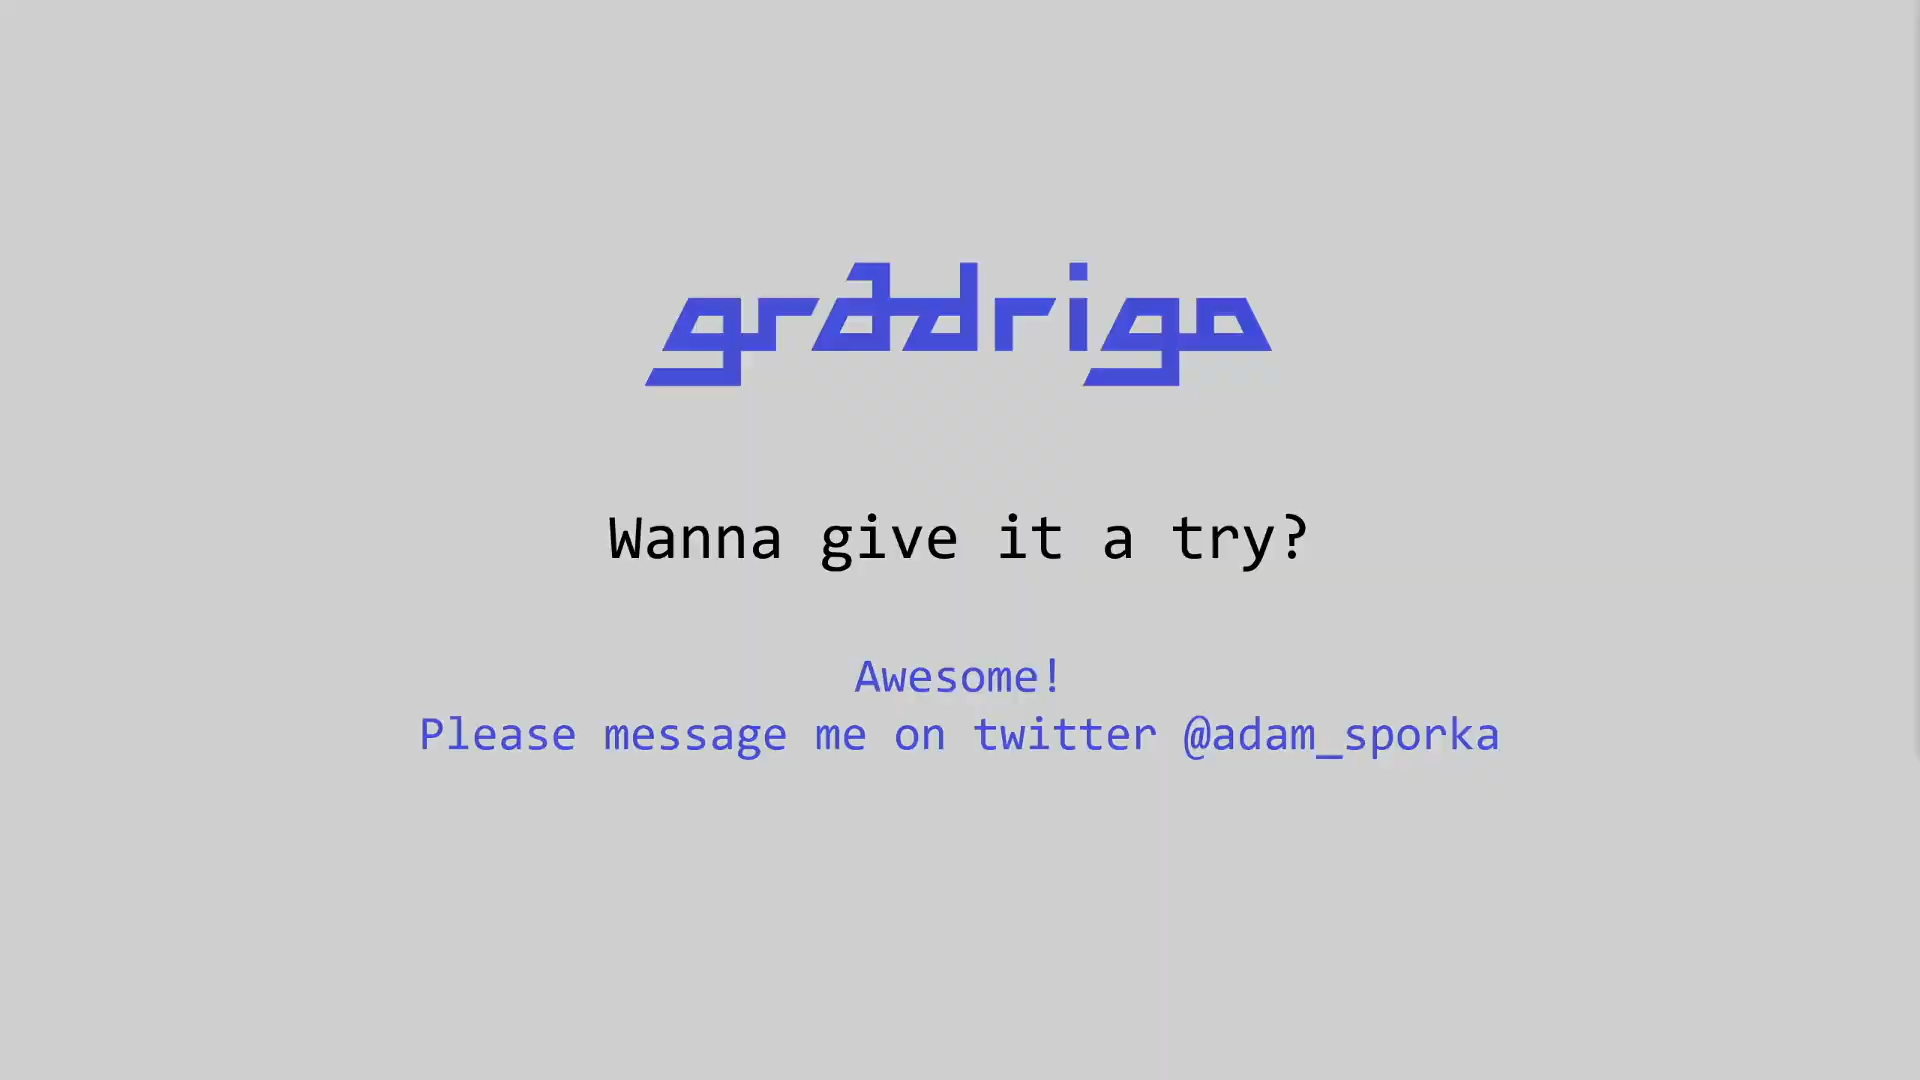 gradrigo
Wanna give it a try?
Awesome!
Please message me on twitter @adam_sporka